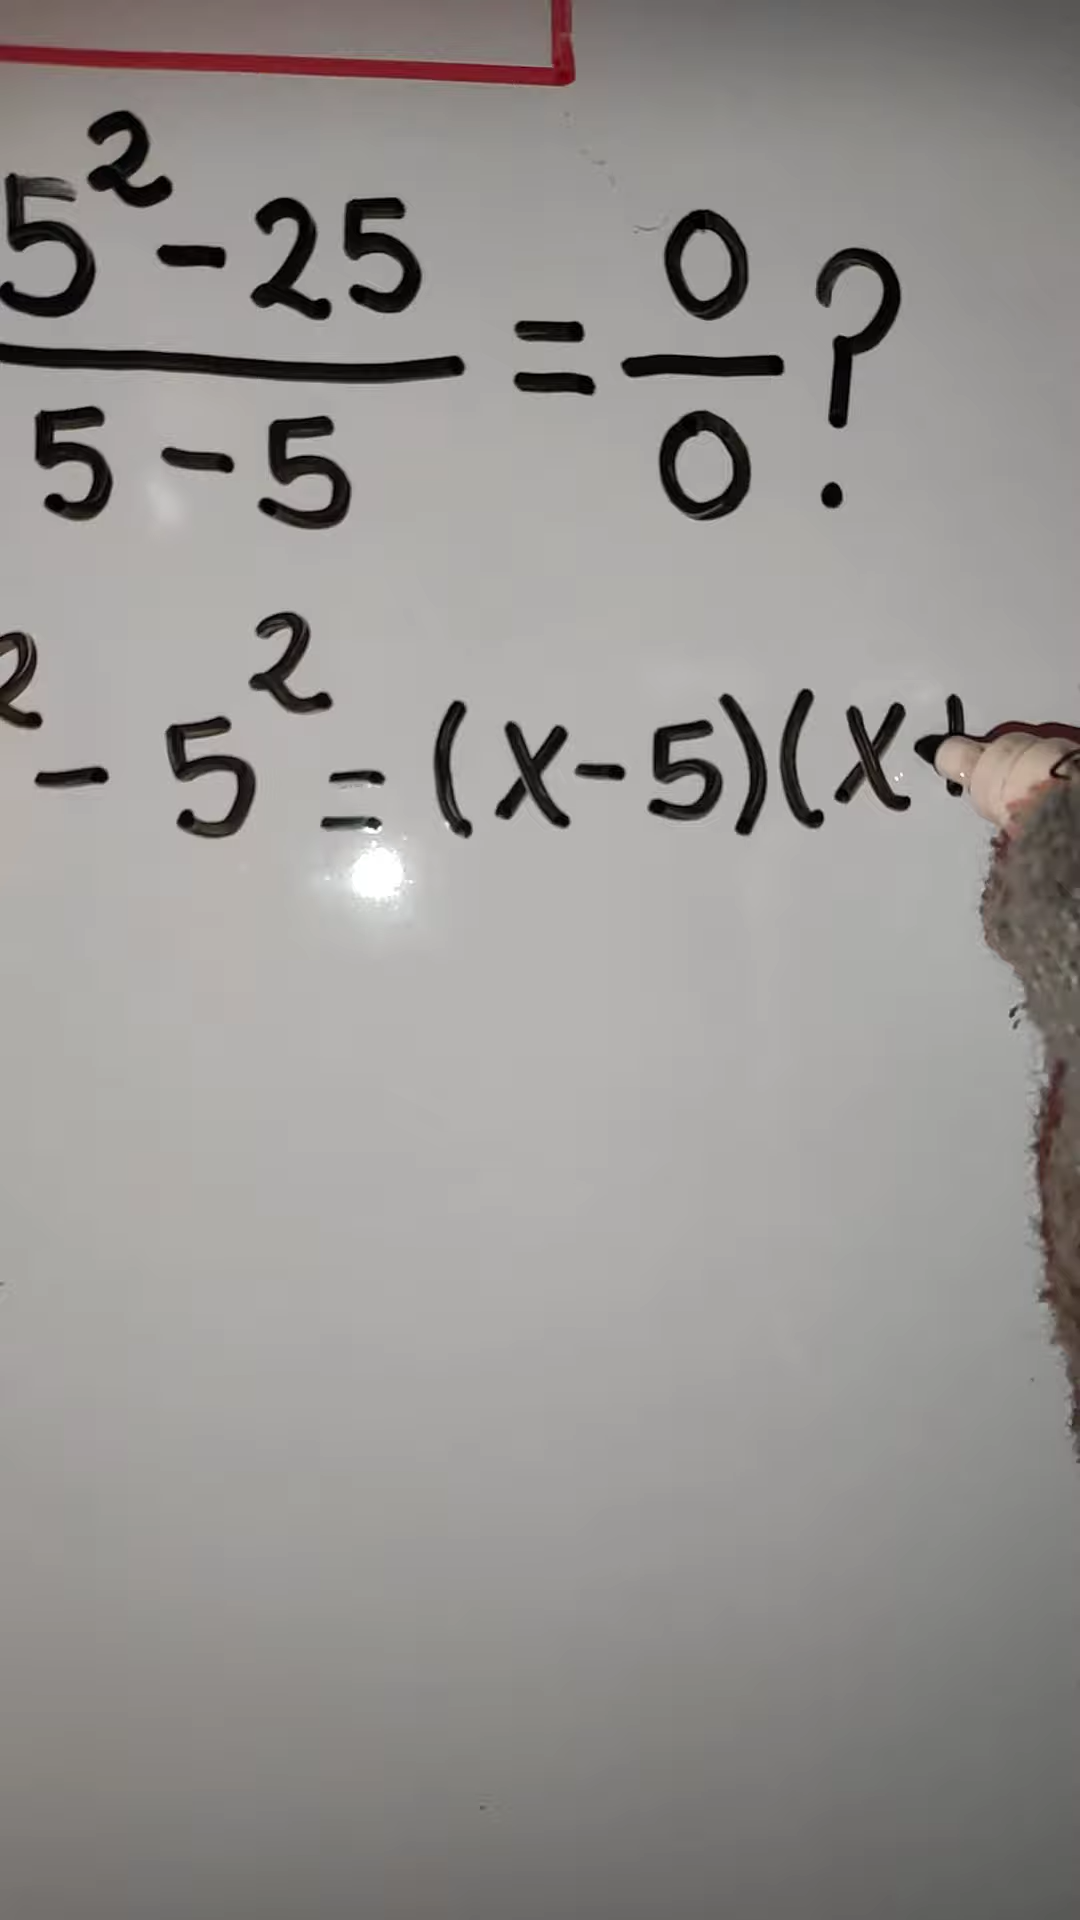 5² - 25
—
5 - 5 = 0/0 ?
² - 5² = (x-5)(x